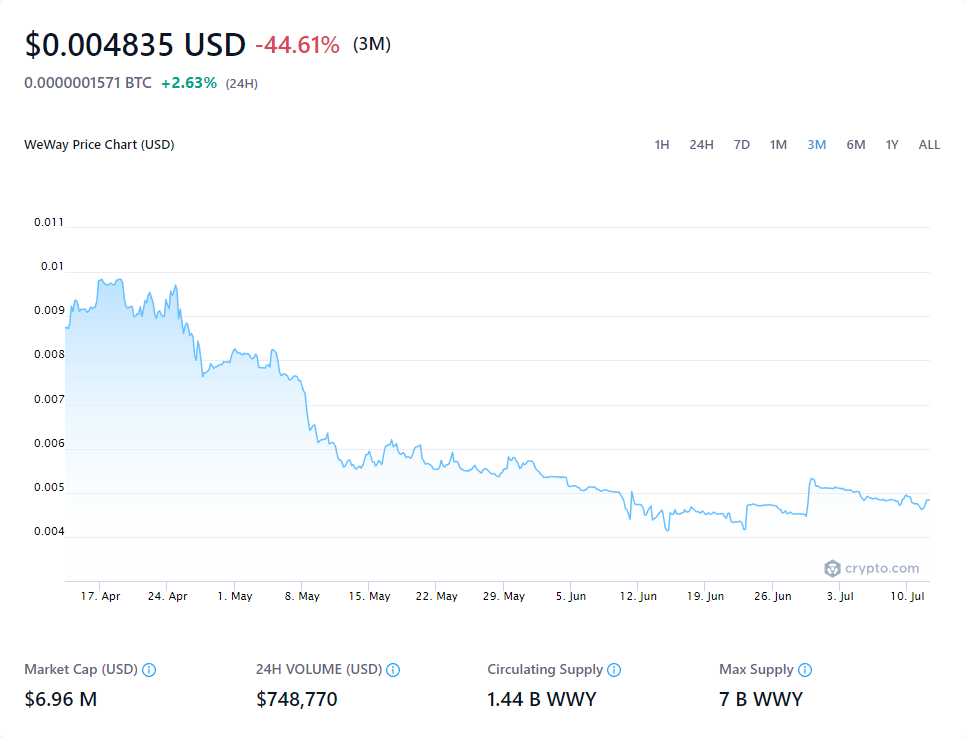 $0.004835 USD -44.61% (3M)
0.0000001571 BTC +2.63% (24H)
WeWay Price Chart (USD) 1H 24H 7D 1M 3M 6M 1Y ALL
0.011
0.01
0.009
0.008
0.007
0.006
0.005
0.004
crypto.com
17. Apr 24. Apr 1. May 8. May 15. May 22. May 29. May 5. Jun 12. Jun 19. Jun 26. Jun 3. Jul 10. Jul
Market Cap (USD) 24H VOLUME (USD) Circulating Supply Max Supply
$6.96 M $748,770 1.44 B WWY 7 B WWY